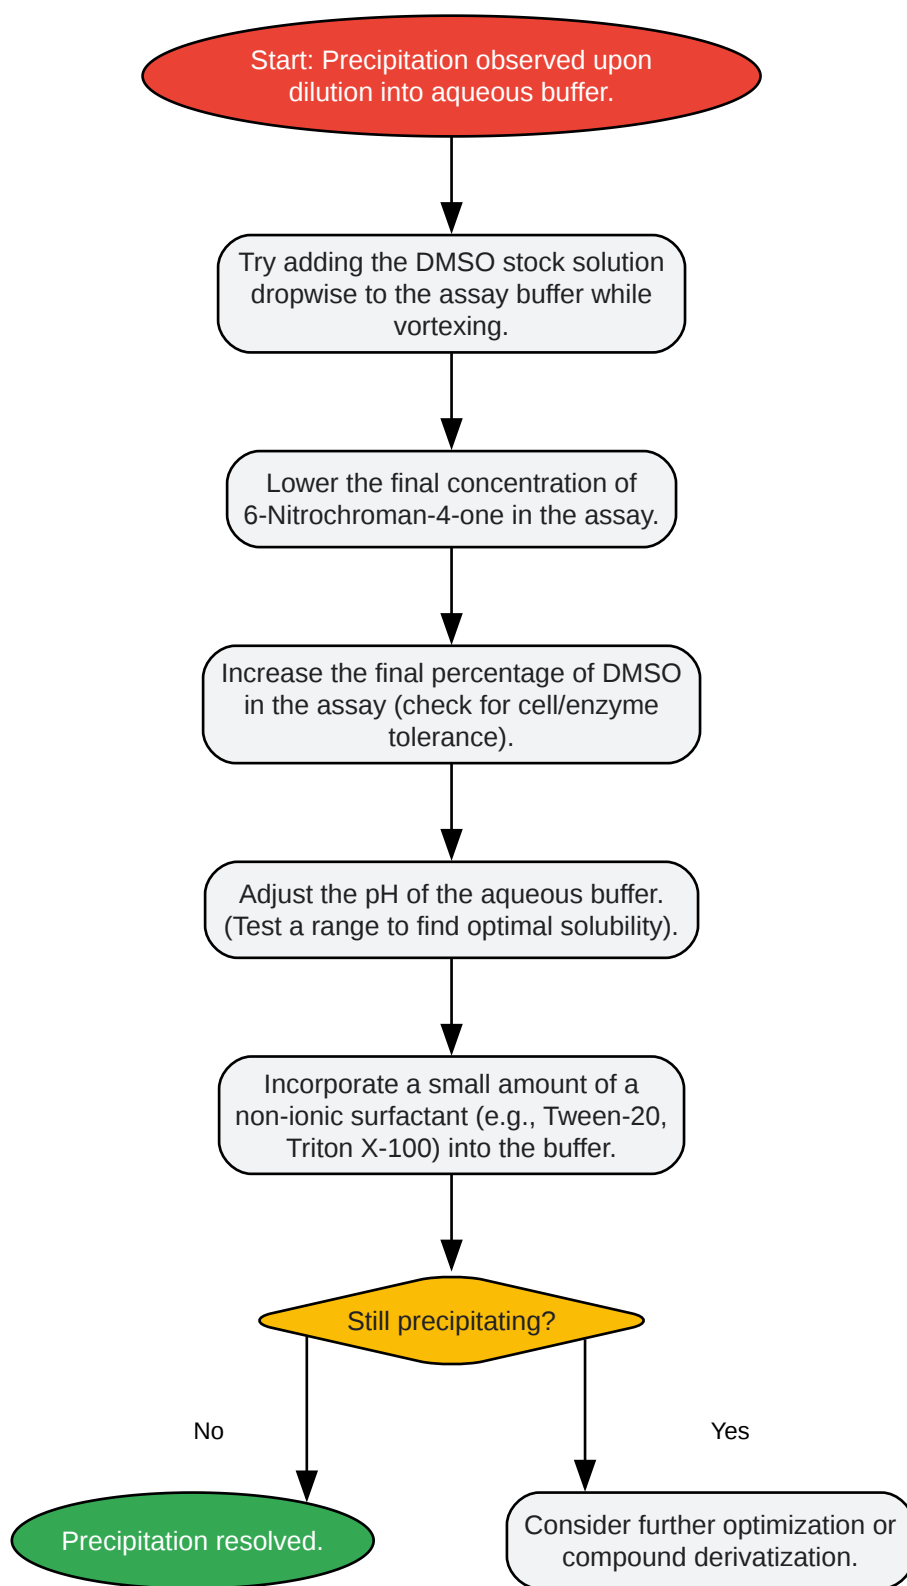 Start: Precipitation observed upon
dilution into aqueous buffer.
Try adding the DMSO stock solution
dropwise to the assay buffer while
vortexing.
Lower the final concentration of
6-Nitrochroman-4-one in the assay.
Increase the final percentage of DMSO
in the assay (check for cell/enzyme
tolerance).
Adjust the pH of the aqueous buffer.
(Test a range to find optimal solubility).
Incorporate a small amount of a
non-ionic surfactant (e.g., Tween-20,
Triton X-100) into the buffer.
Still precipitating?
No
Yes
Precipitation resolved.
Consider further optimization or
compound derivatization.